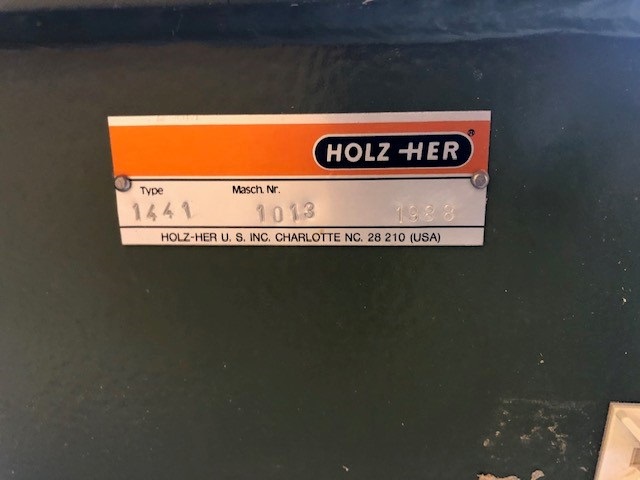 HOLZ-HER®
Type Masch. Nr.
1441 1013 1988
HOLZ-HER U. S. INC. CHARLOTTE NC. 28 210 (USA)